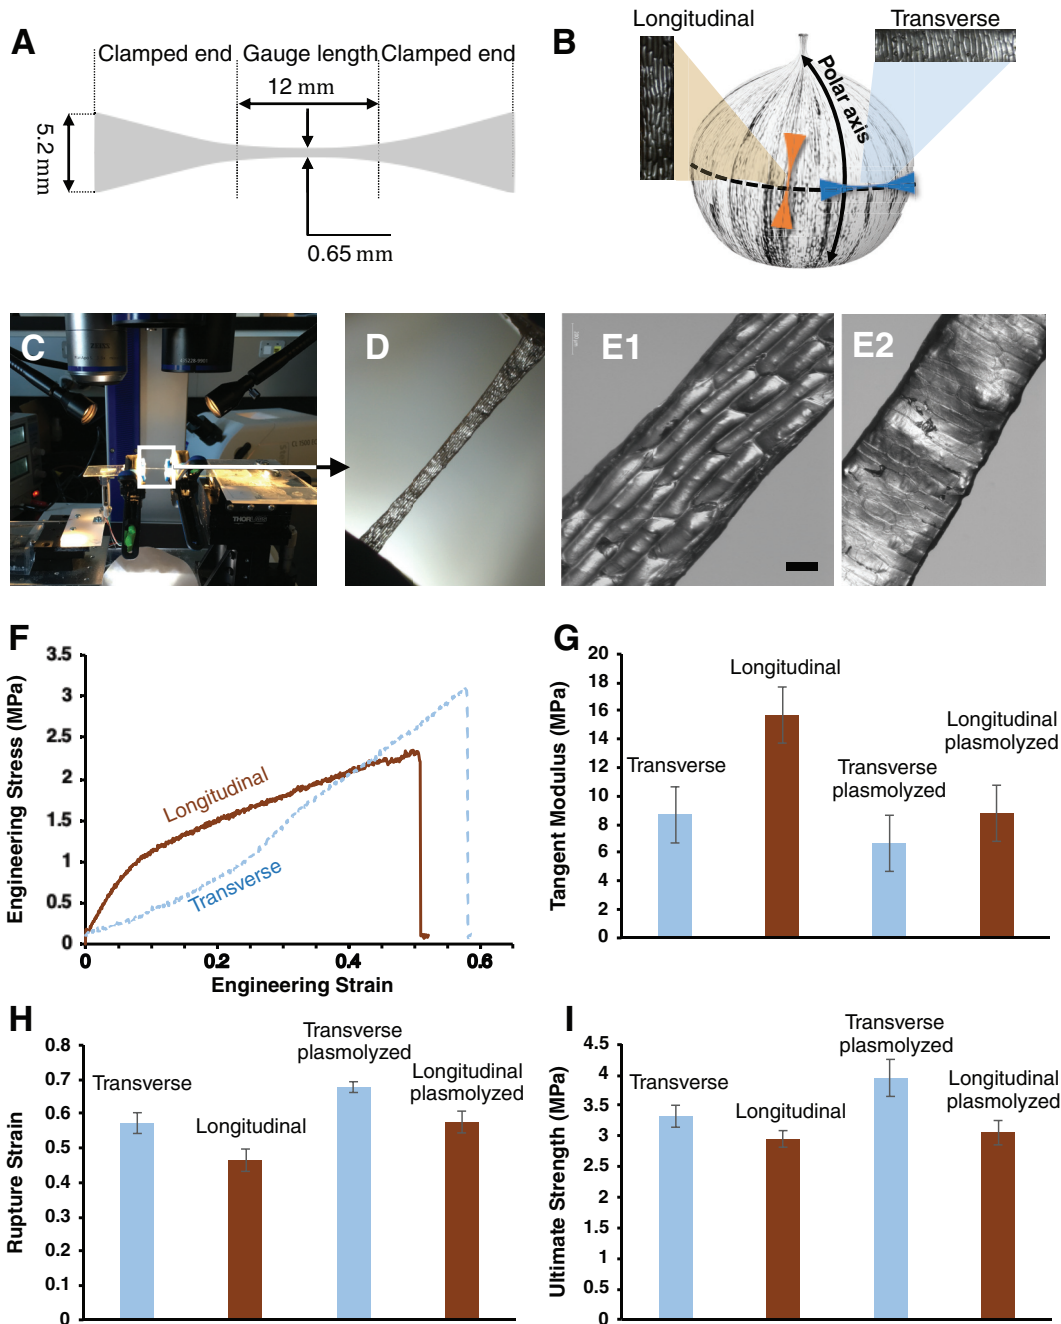 A
Clamped end
Gauge length
Clamped end
12 mm
5.2 mm
0.65 mm
B
Longitudinal
Transverse
Polar axis
C
ZEISS
THOR
D
E1
E2
F
Engineering Stress (MPa)
3.5
3
2.5
2
1.5
1
0.5
0
Longitudinal
Transverse
0
0.2
0.4
0.6
Engineering Strain
G
Tangent Modulus (MPa)
20
18
16
14
12
10
8
6
4
2
0
Transverse
Longitudinal
Transverse
plasmolyzed
Longitudinal
plasmolyzed
H
Rupture Strain
0.8
0.7
0.6
0.5
0.4
0.3
0.2
0.1
0
Transverse
Longitudinal
Transverse
plasmolyzed
Longitudinal
plasmolyzed
I
Ultimate Strength (MPa)
4.5
4
3.5
3
2.5
2
1.5
1
0.5
0
Transverse
Longitudinal
Transverse
plasmolyzed
Longitudinal
plasmolyzed